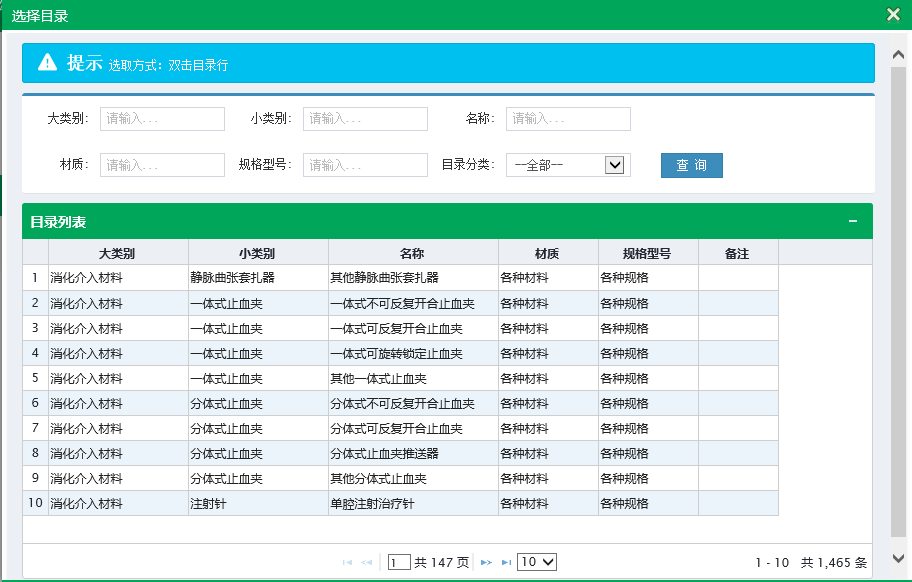 选择目录
提示 选取方式：双击目录行
大类别： 请输入... 小类别： 请输入... 名称： 请输入...
材质： 请输入... 规格型号： 请输入... 目录分类： --全部-- 查 询
目录列表
大类别 小类别 名称 材质 规格型号 备注
1 消化介入材料 静脉曲张套扎器 其他静脉曲张套扎器 各种材料 各种规格
2 消化介入材料 一体式止血夹 一体式不可反复开合止血夹 各种材料 各种规格
3 消化介入材料 一体式止血夹 一体式可反复开合止血夹 各种材料 各种规格
4 消化介入材料 一体式止血夹 一体式可旋转锁定止血夹 各种材料 各种规格
5 消化介入材料 一体式止血夹 其他一体式止血夹 各种材料 各种规格
6 消化介入材料 分体式止血夹 分体式不可反复开合止血夹 各种材料 各种规格
7 消化介入材料 分体式止血夹 分体式可反复开合止血夹 各种材料 各种规格
8 消化介入材料 分体式止血夹 分体式止血夹推送器 各种材料 各种规格
9 消化介入材料 分体式止血夹 其他分体式止血夹 各种材料 各种规格
10 消化介入材料 注射针 单腔注射治疗针 各种材料 各种规格
1 共 147 页 10 1 - 10 共 1,465 条